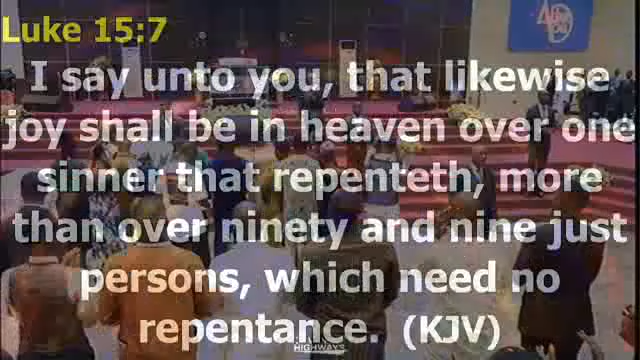 Luke 15:7
I say unto you, that likewise
joy shall be in heaven over one
sinner that repenteth, more
than over ninety and nine just
persons, which need no
repentance. (KJV)
HIGHWAYS